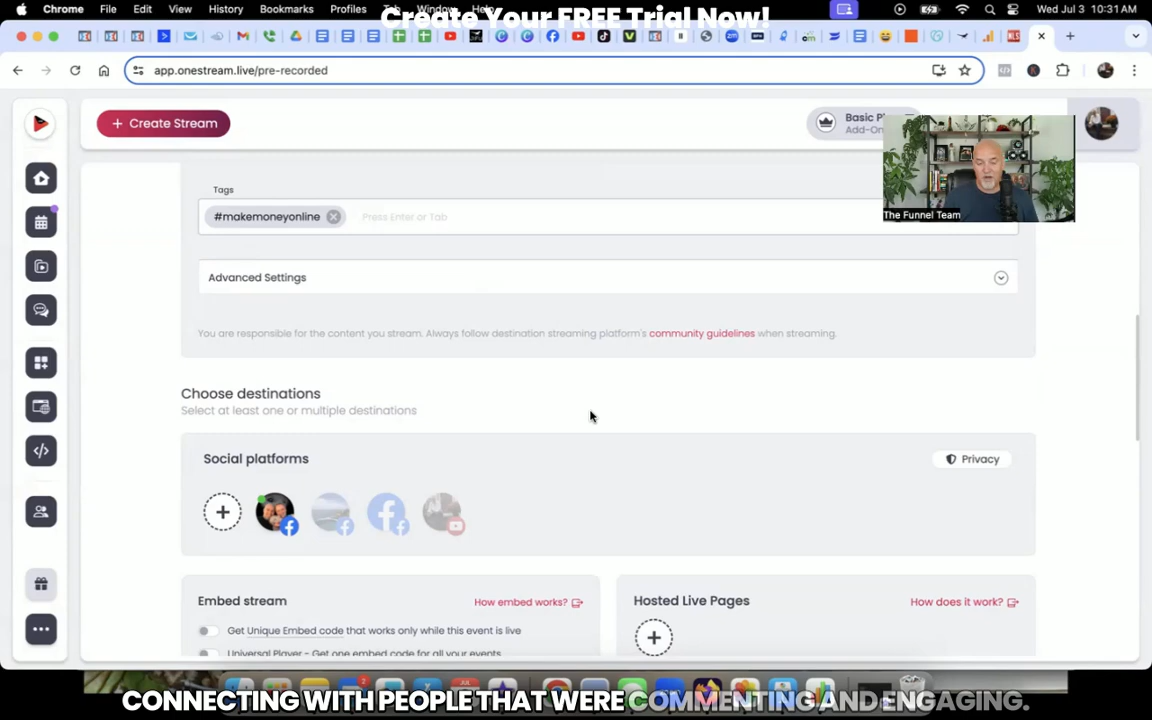 Chrome File Edit View History Bookmarks Profiles Tab Window Help
Create Your FREE Trial Now!
Wed Jul 3 10:31 AM
app.onestream.live/pre-recorded
+ Create Stream
Basic
Add-On
The Funnel Team
Tags
#makemoneyonline
Press Enter or Tab
Advanced Settings
You are responsible for the content you stream. Always follow destination streaming platform's community guidelines when streaming.
Choose destinations
Select at least one or multiple destinations
Social platforms
Privacy
Embed stream
How embed works?
Hosted Live Pages
How does it work?
Get Unique Embed code that works only while this event is live
Universal Player - Get one embed code for all your events
CONNECTING WITH PEOPLE THAT WERE COMMENTING AND ENGAGING.